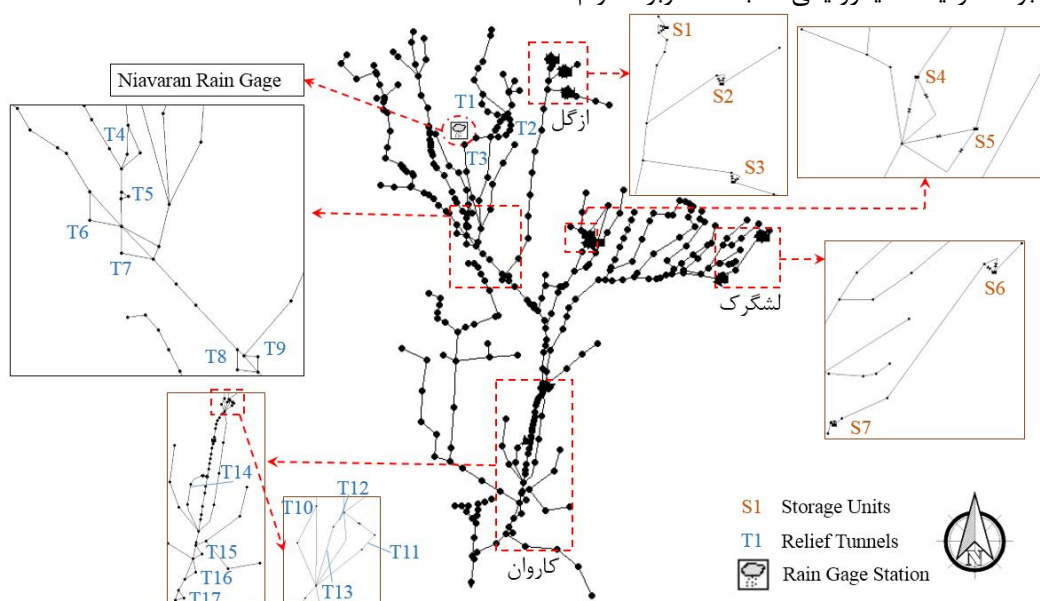 Niavaran Rain Gage
T1
T2
T3
ازگل
S1
S2
S3
S4
S5
T4
T5
T6
T7
T8
T9
لشگرک
S6
S7
T14
T15
T16
T17
T10
T12
T11
T13
کاروان
S1 Storage Units
T1 Relief Tunnels
Rain Gage Station
N